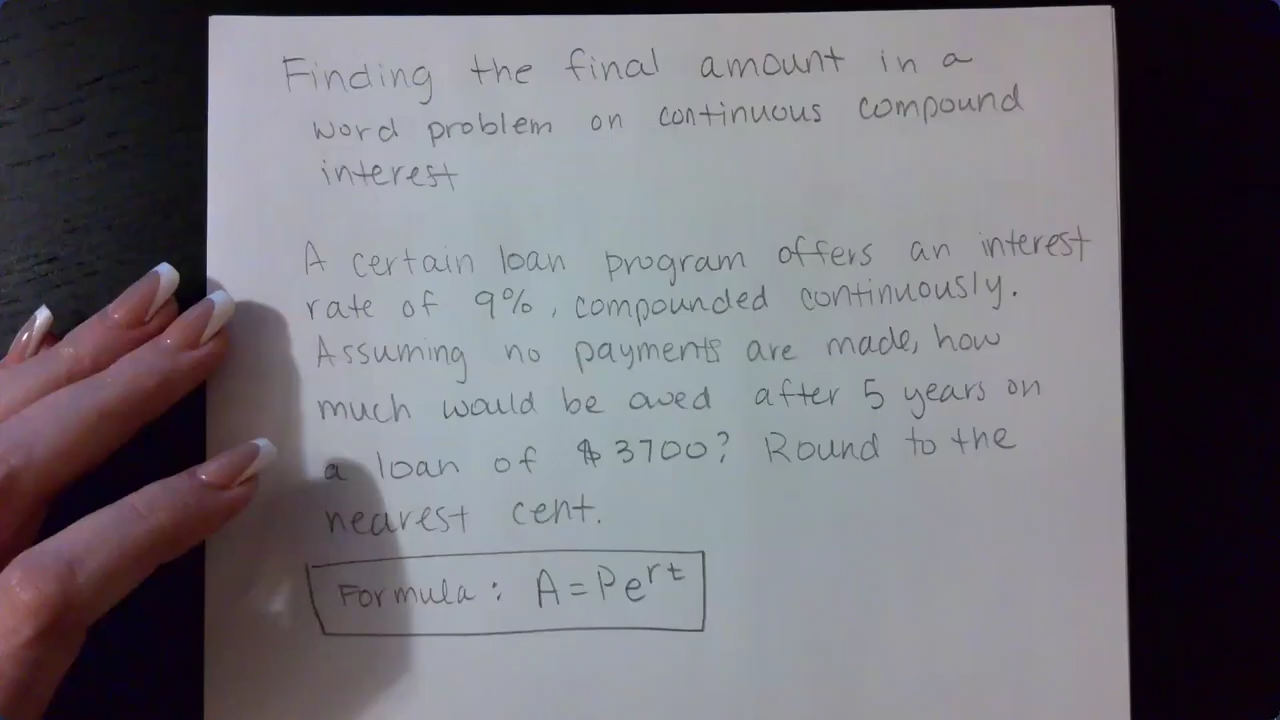 Finding the final amount in a
word problem on continuous compound
interest
A certain loan program offers an interest
rate of 9%, compounded continuously.
Assuming no payments are made, how
much would be owed after 5 years on
a loan of $3700? Round to the
nearest cent.
Formula: A=Pe^{rt}